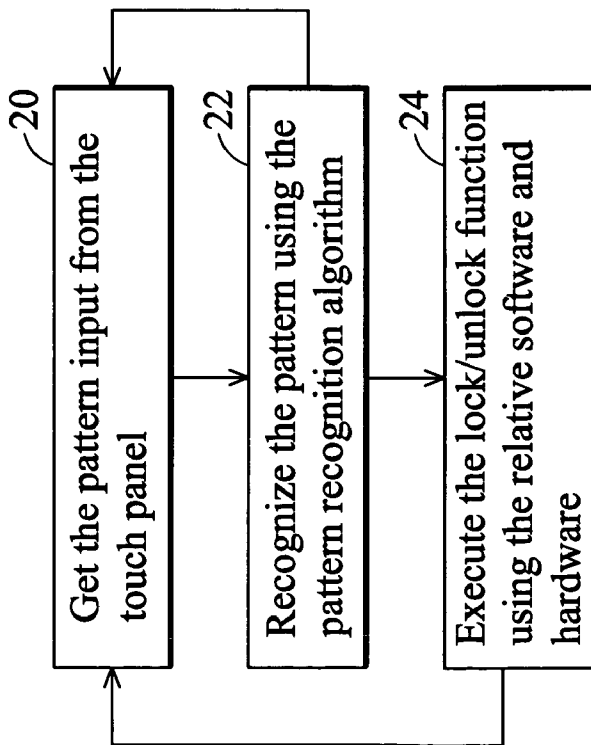 20
Get the pattern input from the
touch panel
22
Recognize the pattern using the
pattern recognition algorithm
24
Execute the lock/unlock function
using the relative software and
hardware